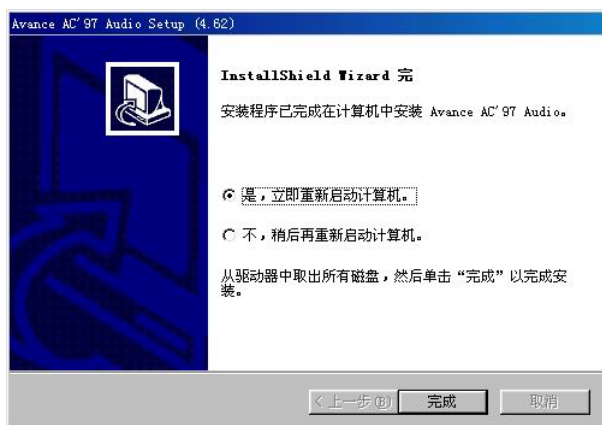 Avance AC'97 Audio Setup (4.62)
InstallShield Wizard 完
安装程序已完成在计算机中安装 Avance AC'97 Audio。
是，立即重新启动计算机。
不，稍后再重新启动计算机。
从驱动器中取出所有磁盘，然后单击“完成”以完成安
装。
< 上一步(B)
完成
取消